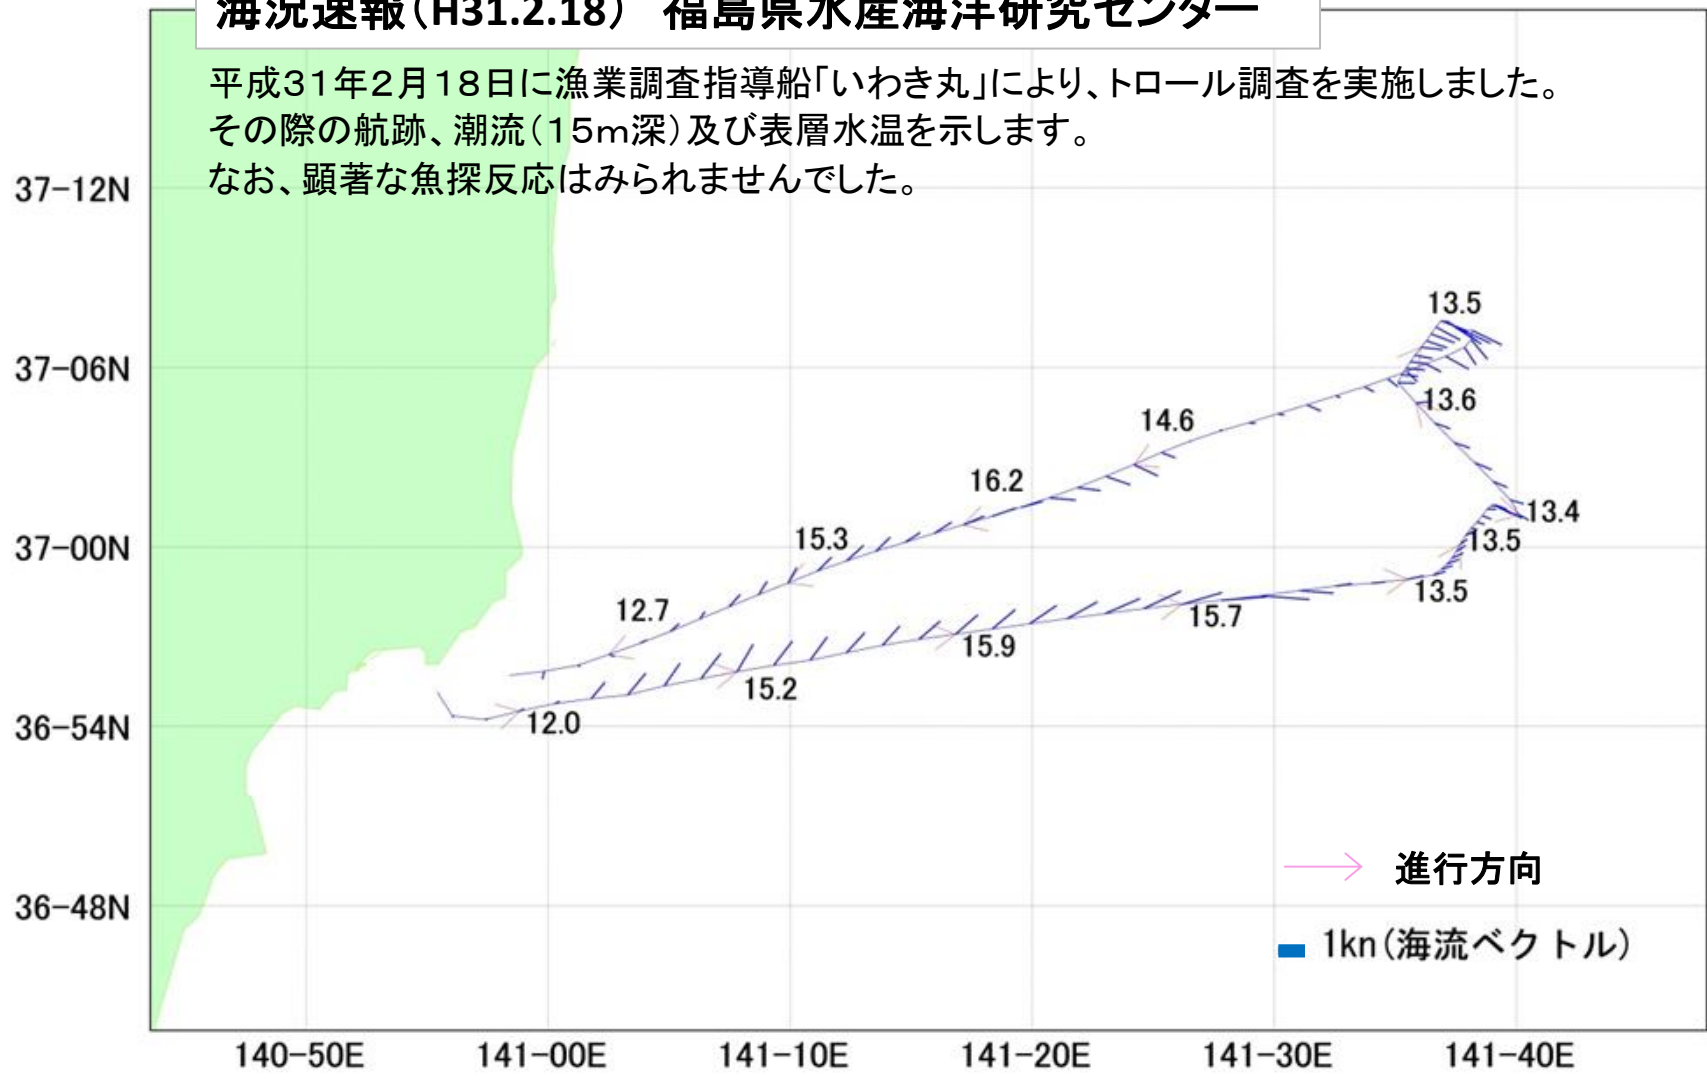 海況速報（H31.2.18） 福島県水産海洋研究センター
平成３１年２月１８日に漁業調査指導船「いわき丸」により、トロール調査を実施しました。
その際の航跡、潮流（１５ｍ深）及び表層水温を示します。
なお、顕著な魚探反応はみられませんでした。
37-12N
13.5
37-06N
13.6
14.6
16.2
13.4
15.3
37-00N
13.5
13.5
12.7
15.7
15.9
15.2
36-54N
12.0
進行方向
36-48N
1kn(海流ベクトル)
140-50E 141-00E 141-10E 141-20E 141-30E 141-40E